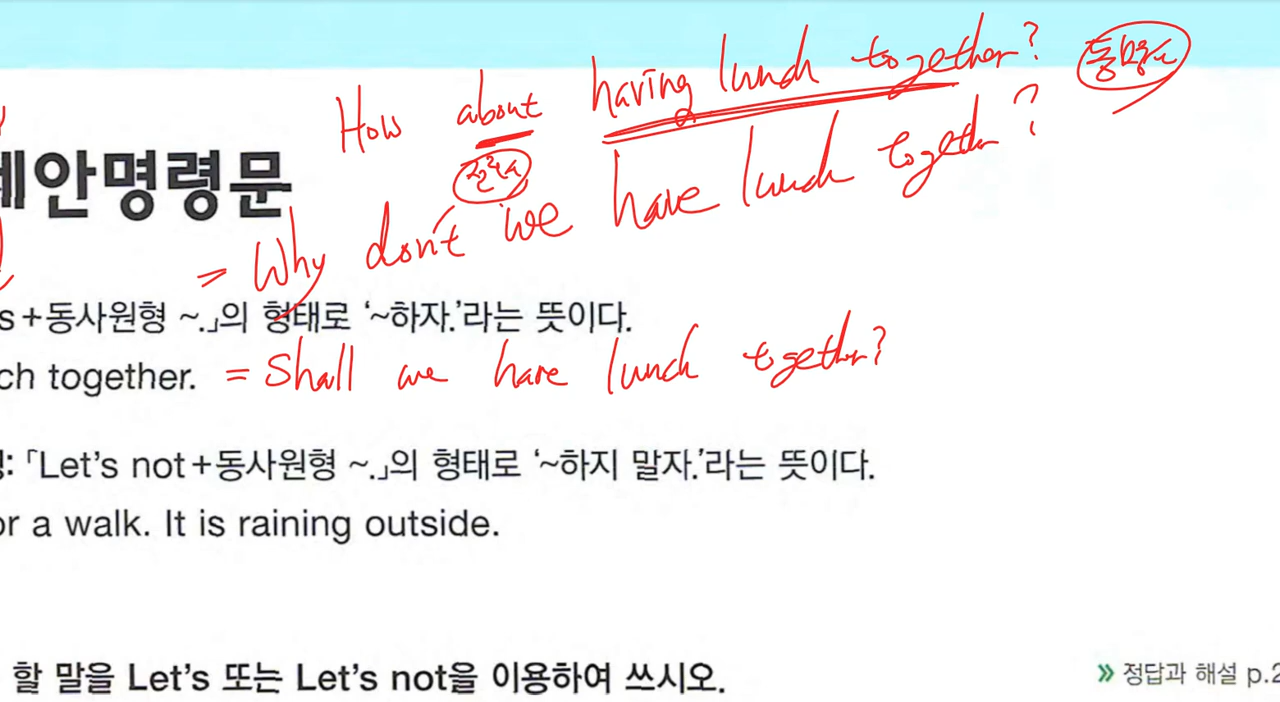 How about having lunch together? 동명사
전치사
제안명령문
= Why don't we have lunch together?
s+동사원형 ~.」의 형태로 ‘~하자.’라는 뜻이다.
ch together. = Shall we have lunch together?
:「Let's not+동사원형 ~.」의 형태로 ‘~하지 말자.’라는 뜻이다.
or a walk. It is raining outside.
할 말을 Let's 또는 Let's not을 이용하여 쓰시오.
» 정답과 해설 p.2